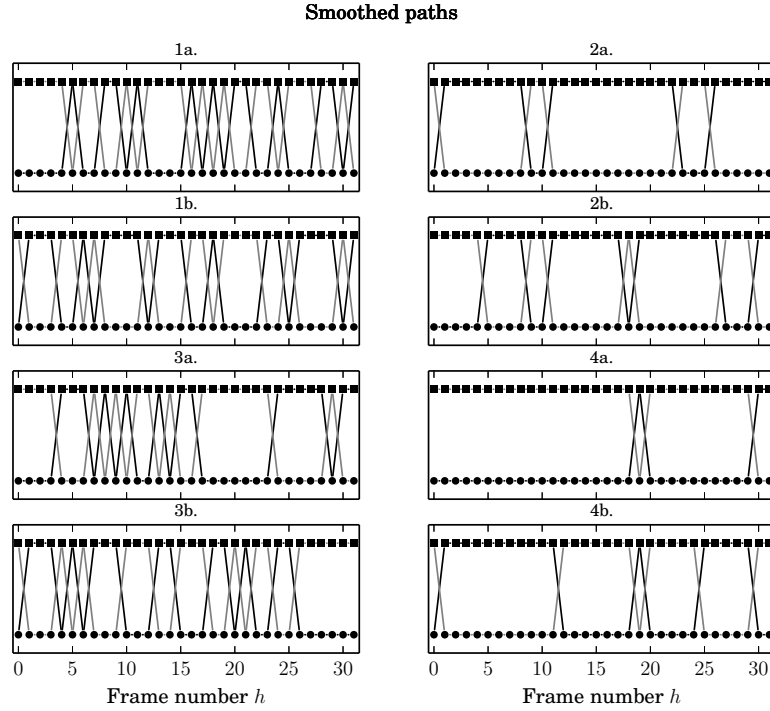 Smoothed paths
1a.
2a.
1b.
2b.
3a.
4a.
3b.
4b.
0 5 10 15 20 25 30
0 5 10 15 20 25 30
Frame number h
Frame number h